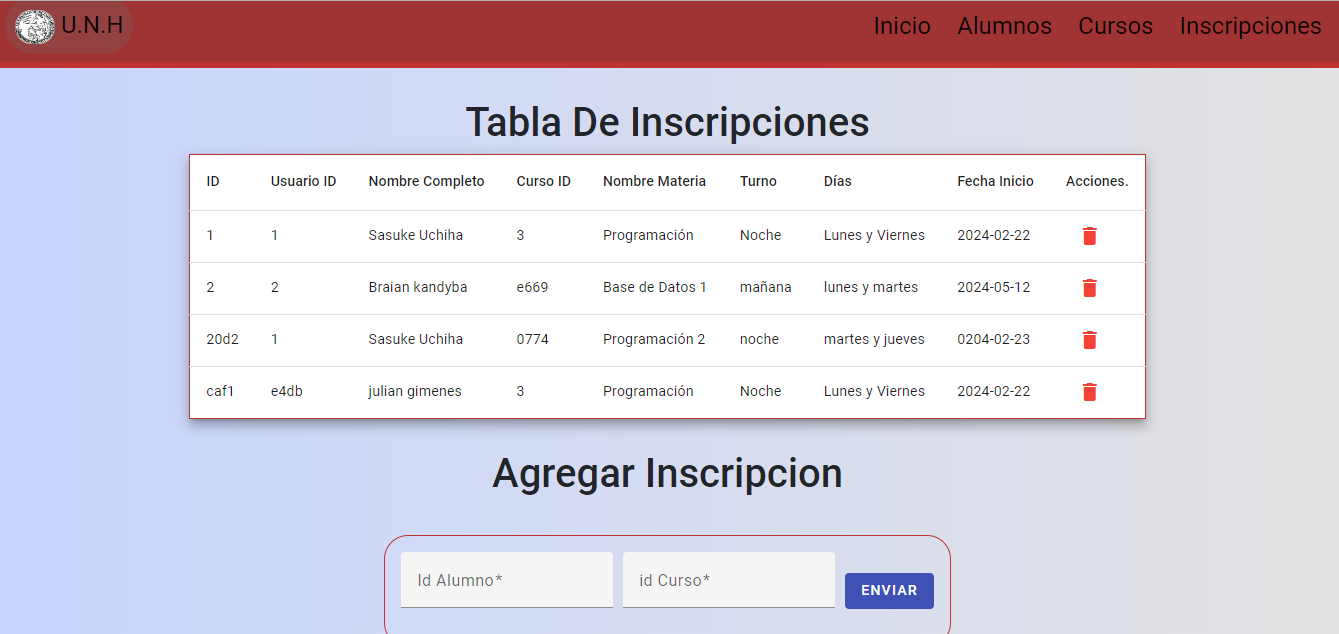 U.N.H Inicio Alumnos Cursos Inscripciones
Tabla De Inscripciones
ID Usuario ID Nombre Completo Curso ID Nombre Materia Turno Días Fecha Inicio Acciones.
1 1 Sasuke Uchiha 3 Programación Noche Lunes y Viernes 2024-02-22
2 2 Braian kandyba e669 Base de Datos 1 mañana lunes y martes 2024-05-12
20d2 1 Sasuke Uchiha 0774 Programación 2 noche martes y jueves 0204-02-23
caf1 e4db julian gimenes 3 Programación Noche Lunes y Viernes 2024-02-22
Agregar Inscripcion
Id Alumno* id Curso* ENVIAR